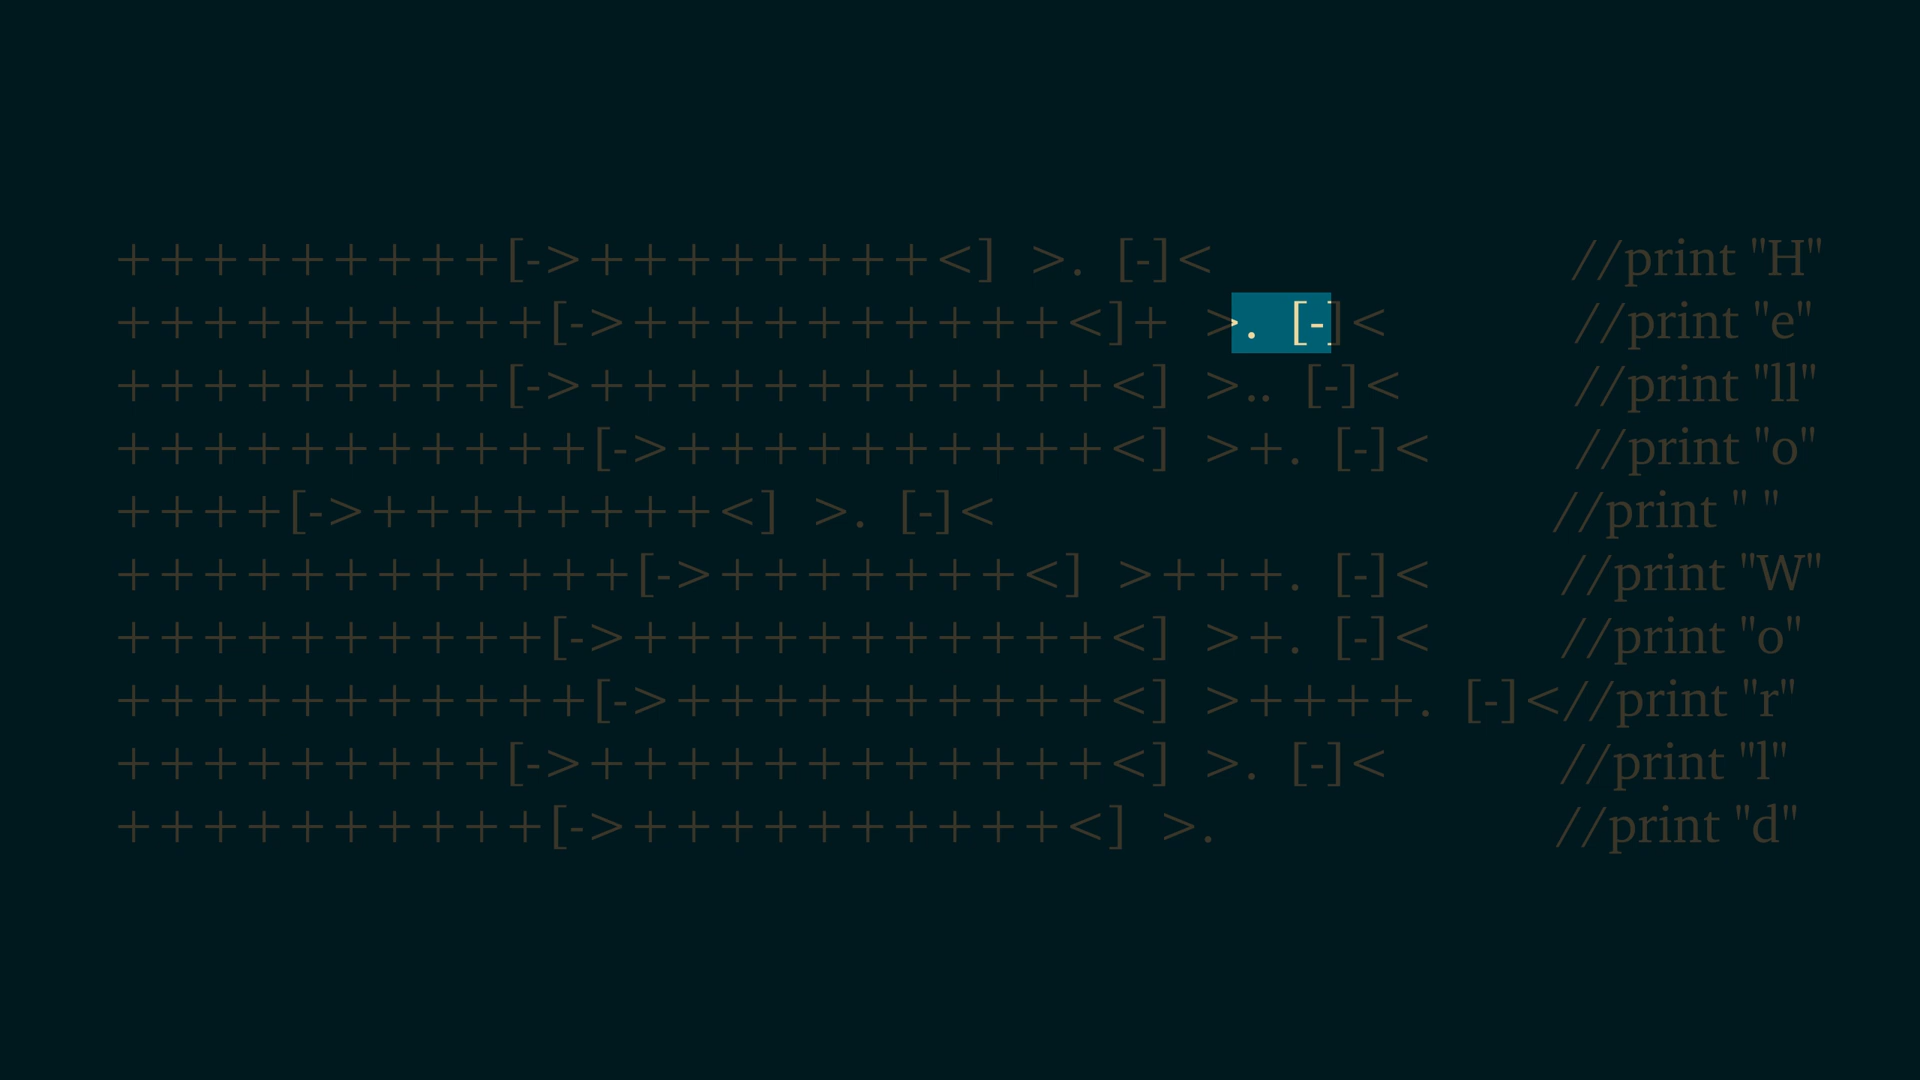 +++++++++[->++++++++<] >. [-]< //print "H"
++++++++++[->++++++++++<]+ >. [-]< //print "e"
+++++++++[->++++++++++++<] >.. [-]< //print "ll"
+++++++++++[->++++++++++<] >+. [-]< //print "o"
++++[->++++++++<] >. [-]< //print " "
++++++++++++[->+++++++<] >+++. [-]< //print "W"
++++++++++[->+++++++++++<] >+. [-]< //print "o"
+++++++++++[->++++++++++<] >++++. [-]<//print "r"
+++++++++[->++++++++++++<] >. [-]< //print "l"
++++++++++[->++++++++++<] >. //print "d"